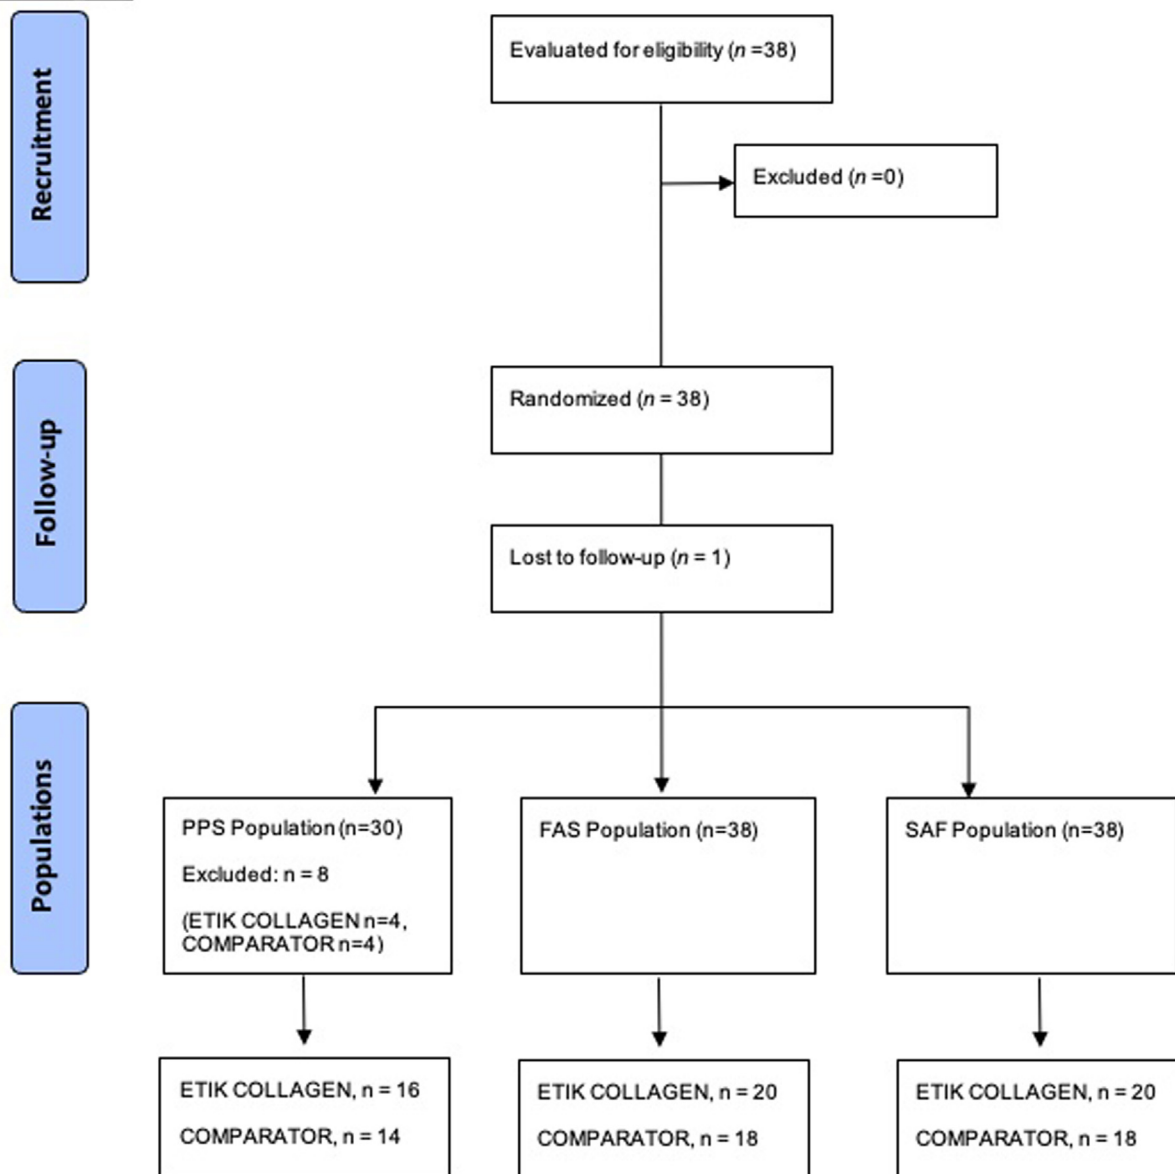 Recruitment
Evaluated for eligibility (n =38)
Excluded (n =0)
Follow-up
Randomized (n = 38)
Lost to follow-up (n = 1)
Populations
PPS Population (n=30)
Excluded: n = 8
(ETIK COLLAGEN n=4,
COMPARATOR n=4)
FAS Population (n=38)
SAF Population (n=38)
ETIK COLLAGEN, n = 16
COMPARATOR, n = 14
ETIK COLLAGEN, n = 20
COMPARATOR, n = 18
ETIK COLLAGEN, n = 20
COMPARATOR, n = 18